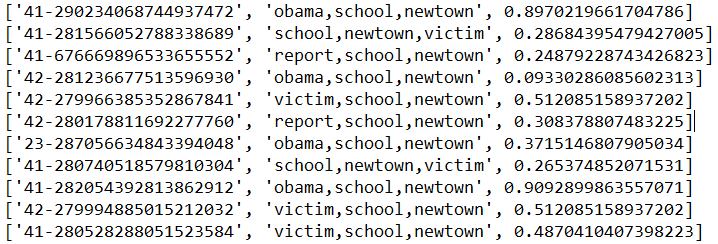 ['41-290234068744937472', 'obama,school,newtown', 0.8970219661704786]
['41-281566052788338689', 'school,newtown,victim', 0.28684395479427005]
['41-676669896533655552', 'report,school,newtown', 0.24879228743426823]
['42-281236677513596930', 'obama,school,newtown', 0.09330286085602313]
['42-279966385352867841', 'victim,school,newtown', 0.512085158937202]
['42-280178811692277760', 'report,school,newtown', 0.308378807483225]
['23-287056634843394048', 'obama,school,newtown', 0.3715146807905034]
['41-280740518579810304', 'school,newtown,victim', 0.265374852071531]
['41-282054392813862912', 'obama,school,newtown', 0.9092899863557071]
['42-279994885015212032', 'victim,school,newtown', 0.512085158937202]
['41-280528288051523584', 'victim,school,newtown', 0.4870410407398223]